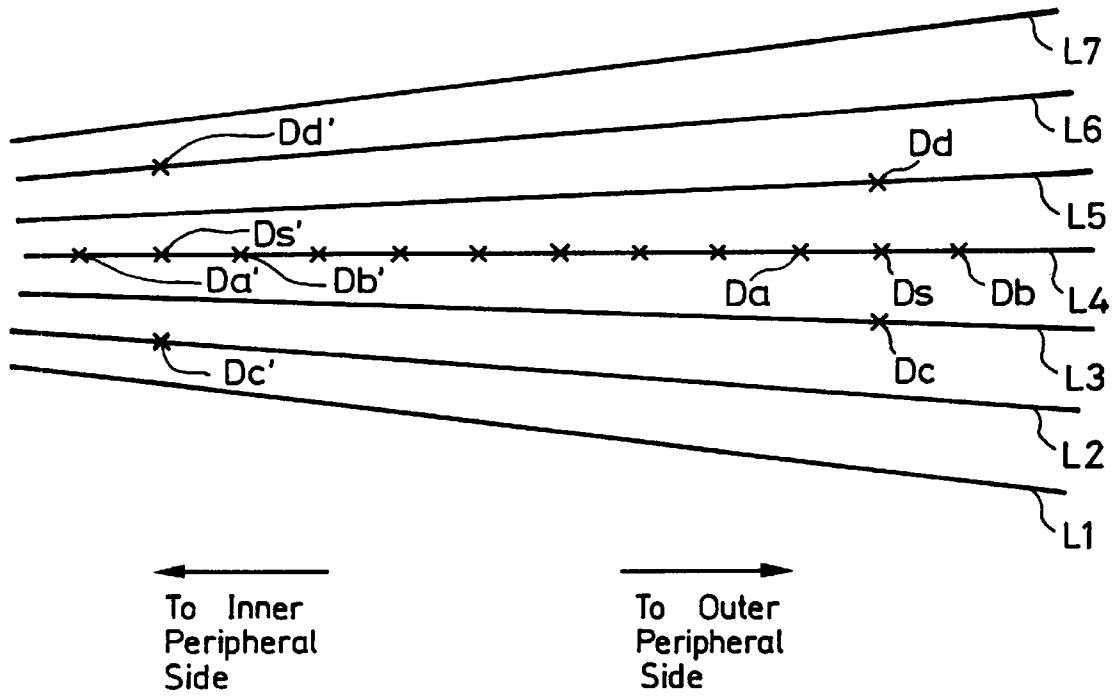 L7
Dd'
L6
Dd
L5
Ds'
Da'
Db'
Da
Ds
Db
L4
Dc'
Dc
L3
L2
L1
To Inner
Peripheral
Side
To Outer
Peripheral
Side